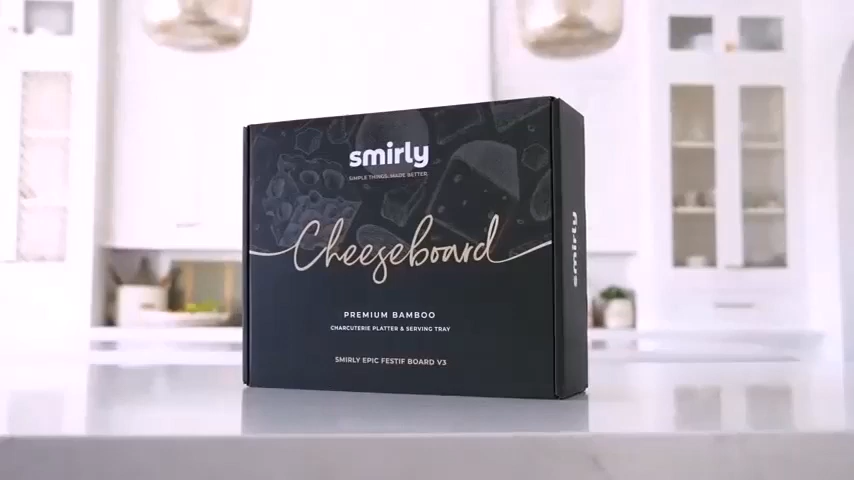 smirly
SIMPLE THINGS. MADE BETTER.
Cheeseboard
PREMIUM BAMBOO
CHARCUTERIE PLATTER & SERVING TRAY
SMIRLY EPIC FESTIF BOARD V3
smirly